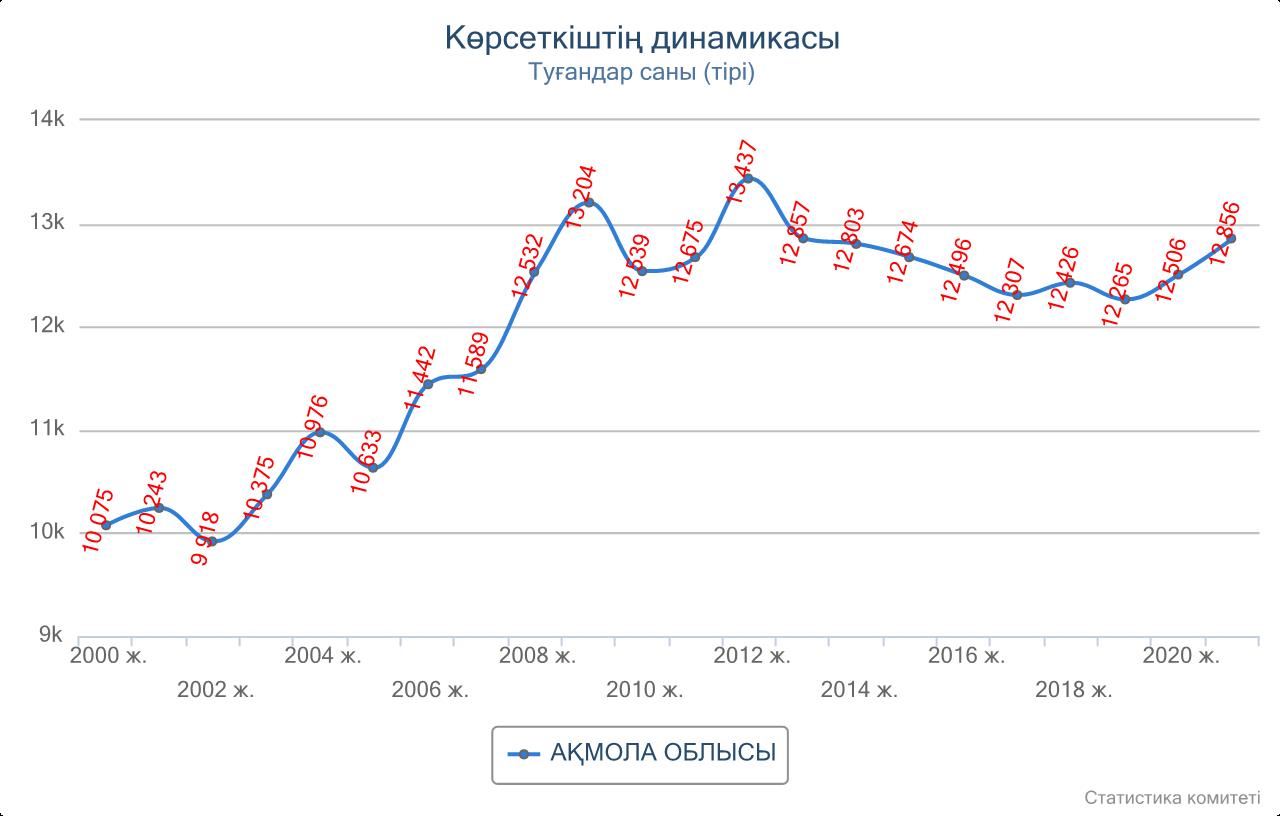 Көрсеткіштің динамикасы
Туғандар саны (тірі)
14k
13k
12k
11k
10k
9k
10 075
10 243
9 918
10 375
10 976
10 633
11 442
11 589
12 532
13 204
12 539
12 675
13 437
12 857
12 803
12 674
12 496
12 307
12 426
12 265
12 506
12 856
2000 ж. 2004 ж. 2008 ж. 2012 ж. 2016 ж. 2020 ж.
2002 ж. 2006 ж. 2010 ж. 2014 ж. 2018 ж.
АҚМОЛА ОБЛЫСЫ
Статистика комитеті